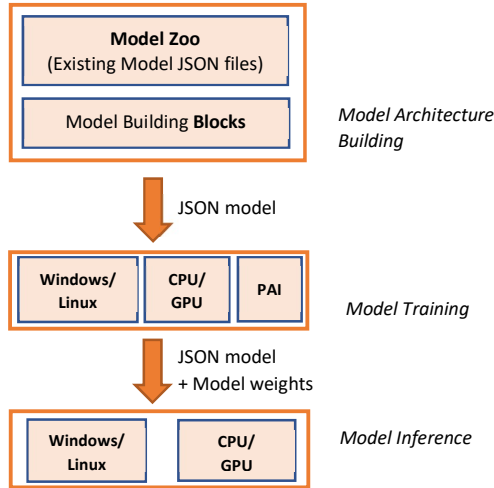 Model Zoo
(Existing Model JSON files)
Model Building Blocks
Model Architecture
Building
JSON model
Windows/
Linux
CPU/
GPU
PAI
Model Training
JSON model
+ Model weights
Windows/
Linux
CPU/
GPU
Model Inference